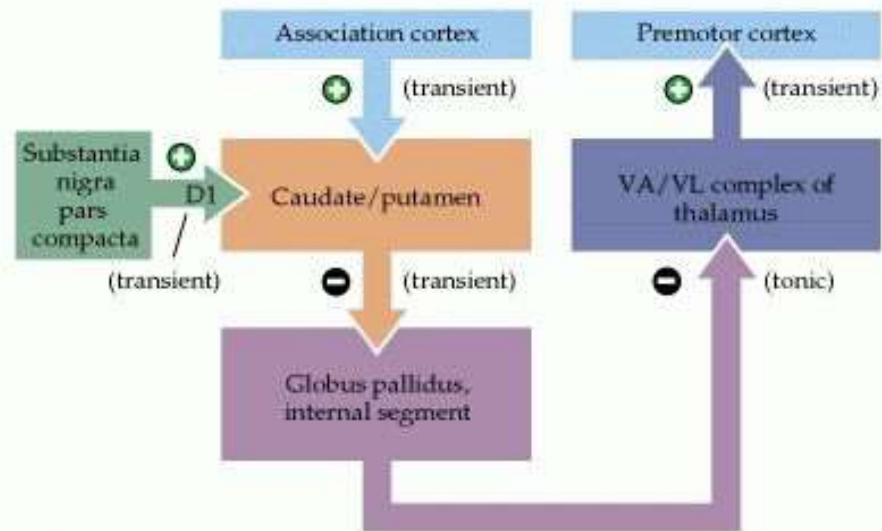 Association cortex
Premotor cortex
(transient)
(transient)
Substantia
nigra
pars
compacta
D1
Caudate/putamen
VA/VL complex of
thalamus
(transient)
(transient)
(tonic)
Globus pallidus,
internal segment